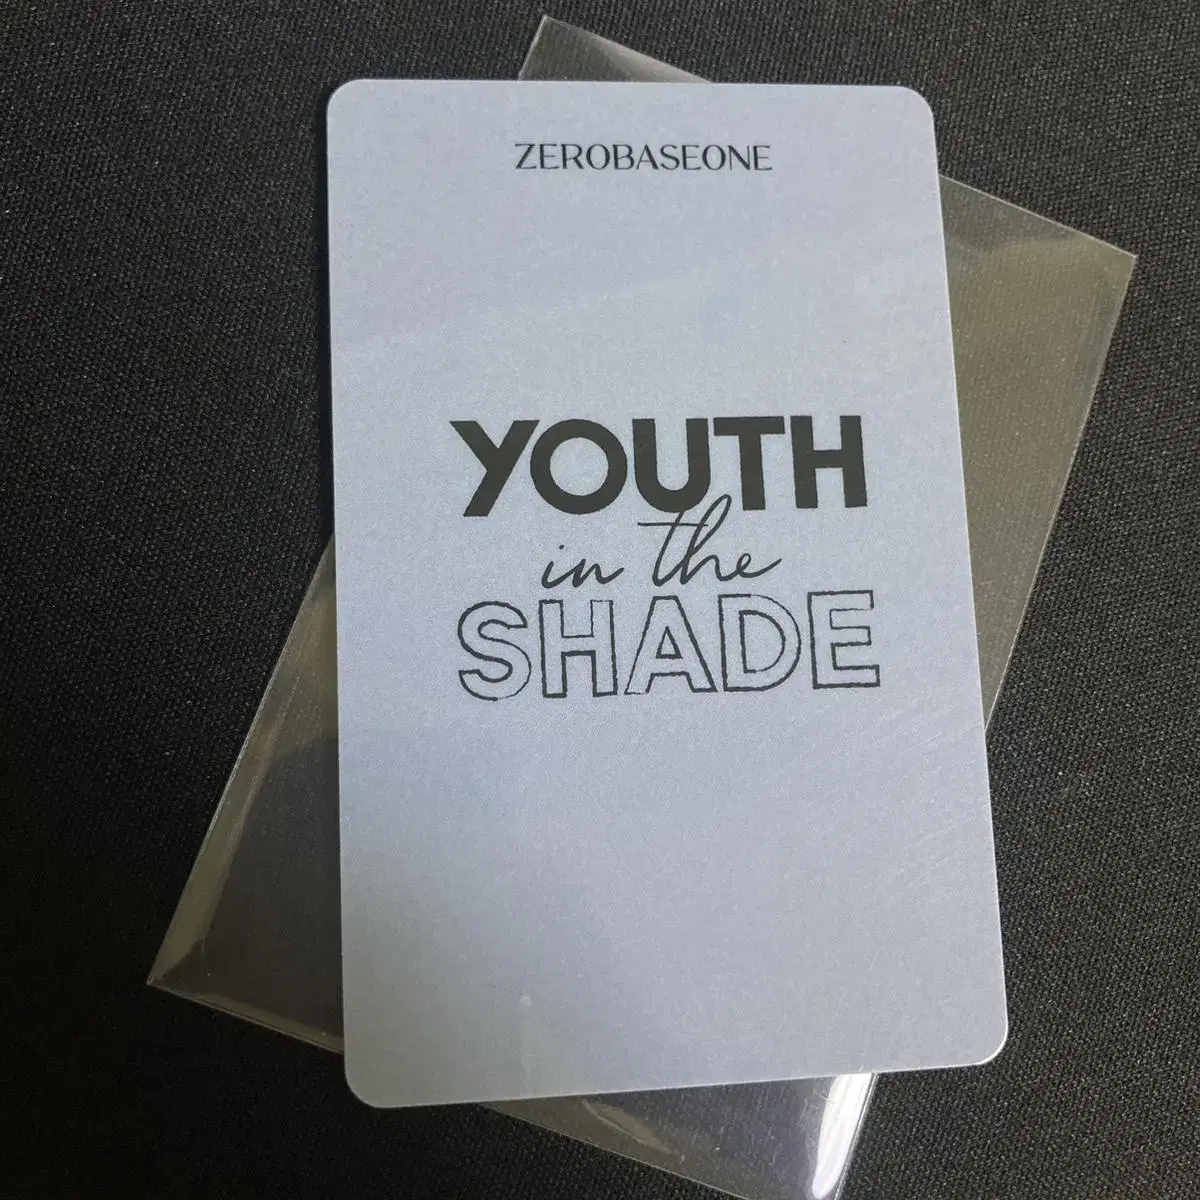 ZEROBASEONE
YOUTH
in the
SHADE